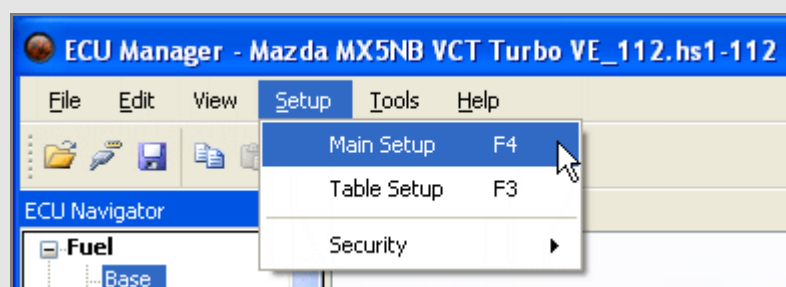 ECU Manager - Mazda MX5NB VCT Turbo VE_112.hs1-112
File Edit View Setup Tools Help
Main Setup F4
Table Setup F3
ECU Navigator
Security
Fuel
Base